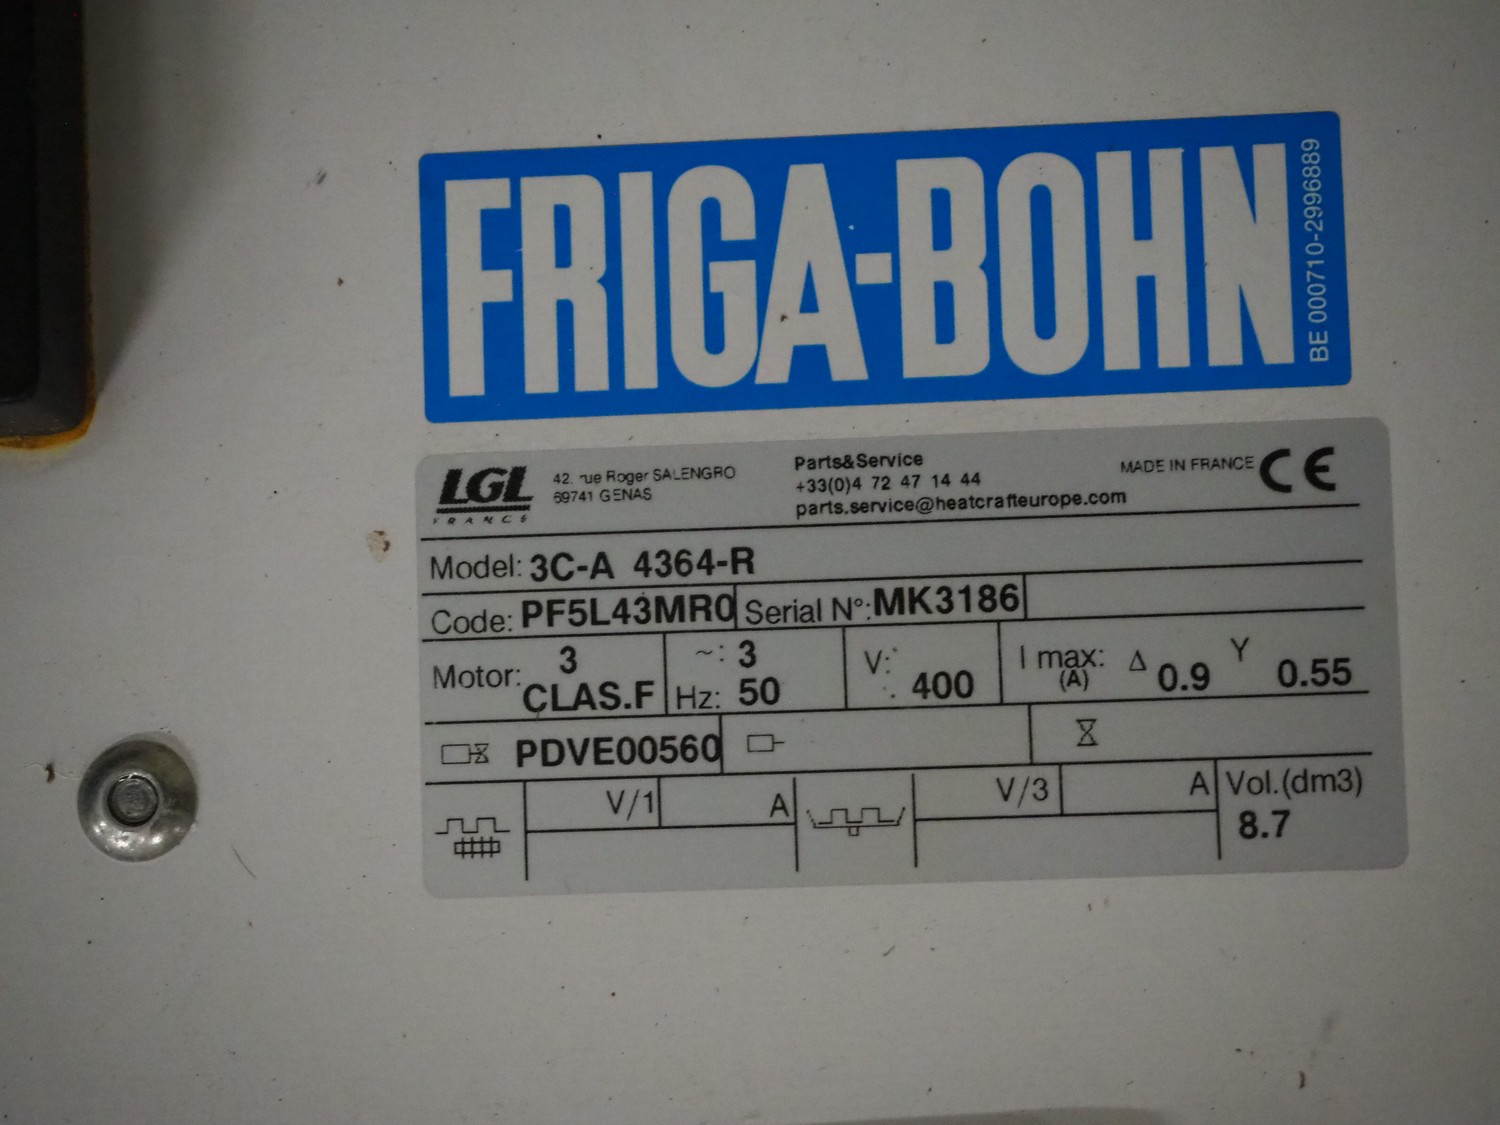 FRIGA-BOHN
BE 000710-2996889
LGL
FRANCE
42, rue Roger SALENGRO
69741 GENAS
Parts&Service
+33(0)4 72 47 14 44
parts.service@heatcrafteurope.com
MADE IN FRANCE CE
Model: 3C-A 4364-R
Code: PF5L43MR0 Serial N°: MK3186
Motor: 3 CLAS.F
~: 3
Hz: 50
V: 400
I max: (A) Δ 0.9 Y 0.55
PDVE00560
V/1 A V/3 A Vol.(dm3)
8.7